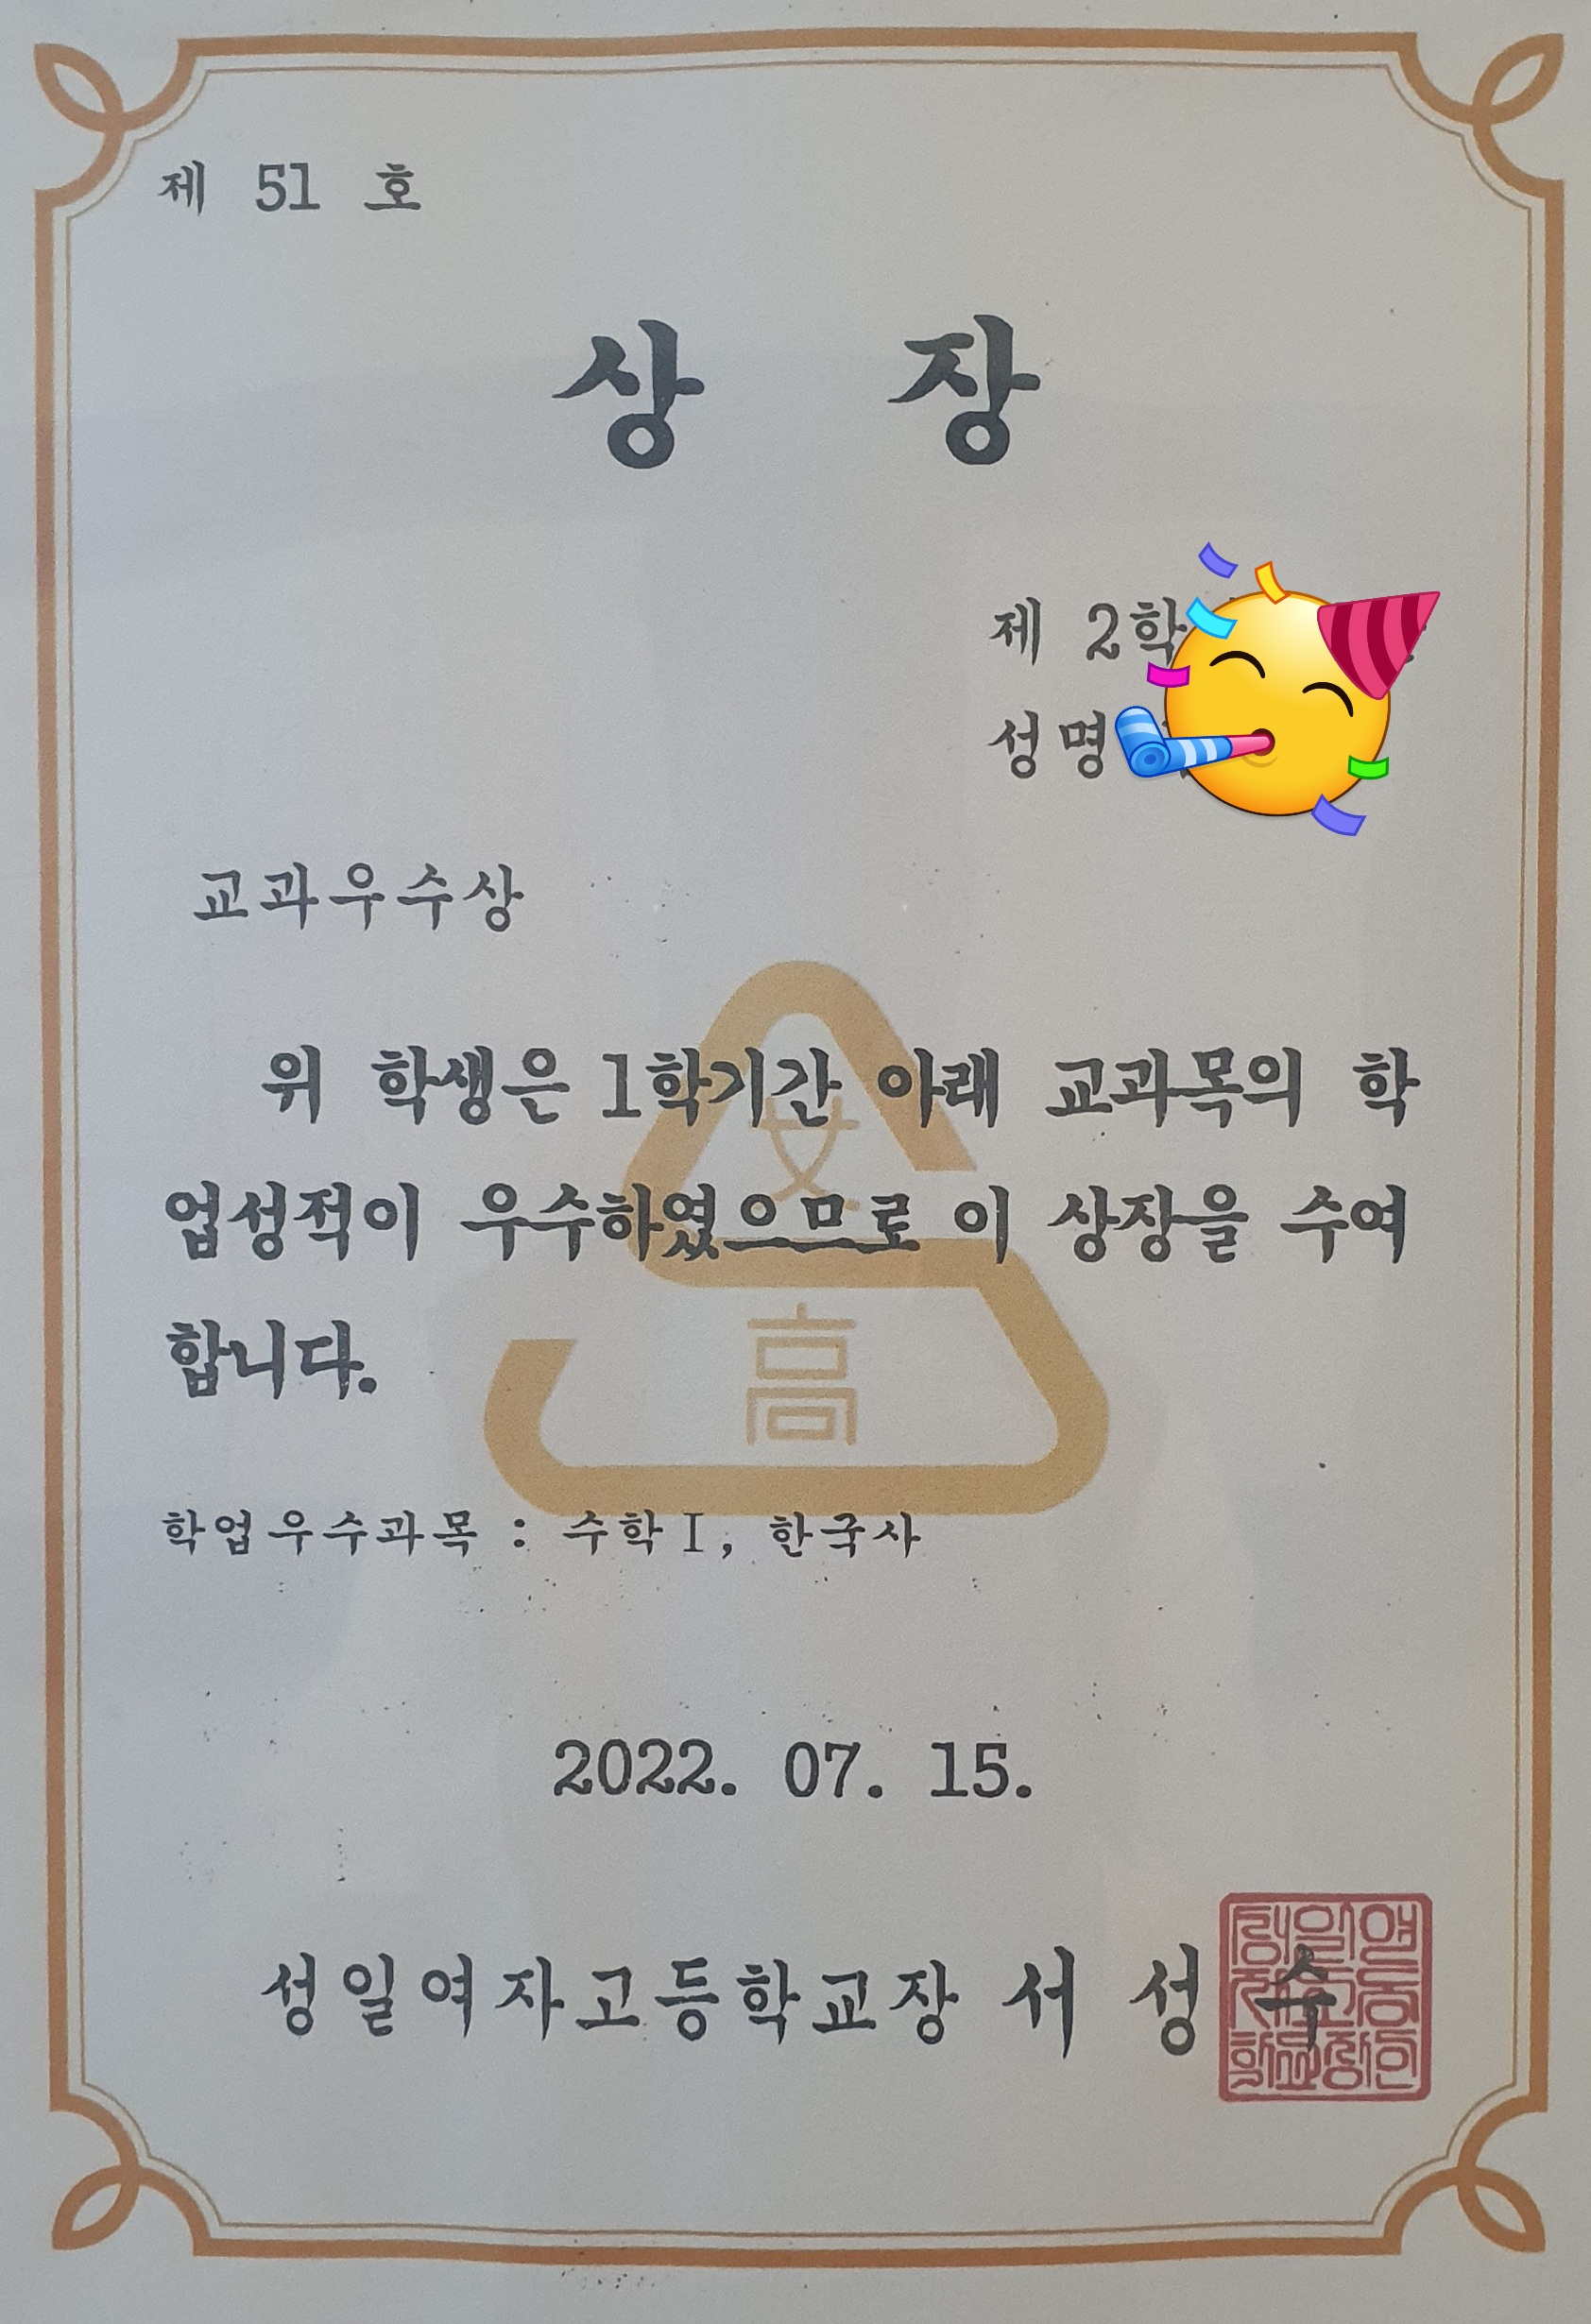 제 51 호
상 장
제 2학
성명
교과우수상
위 학생은 1학기간 아래 교과목의 학
업성적이 우수하였으므로 이 상장을 수여
합니다.
女
高
학업우수과목 : 수학Ⅰ, 한국사
2022. 07. 15.
성일여자고등학교장 서 성 수